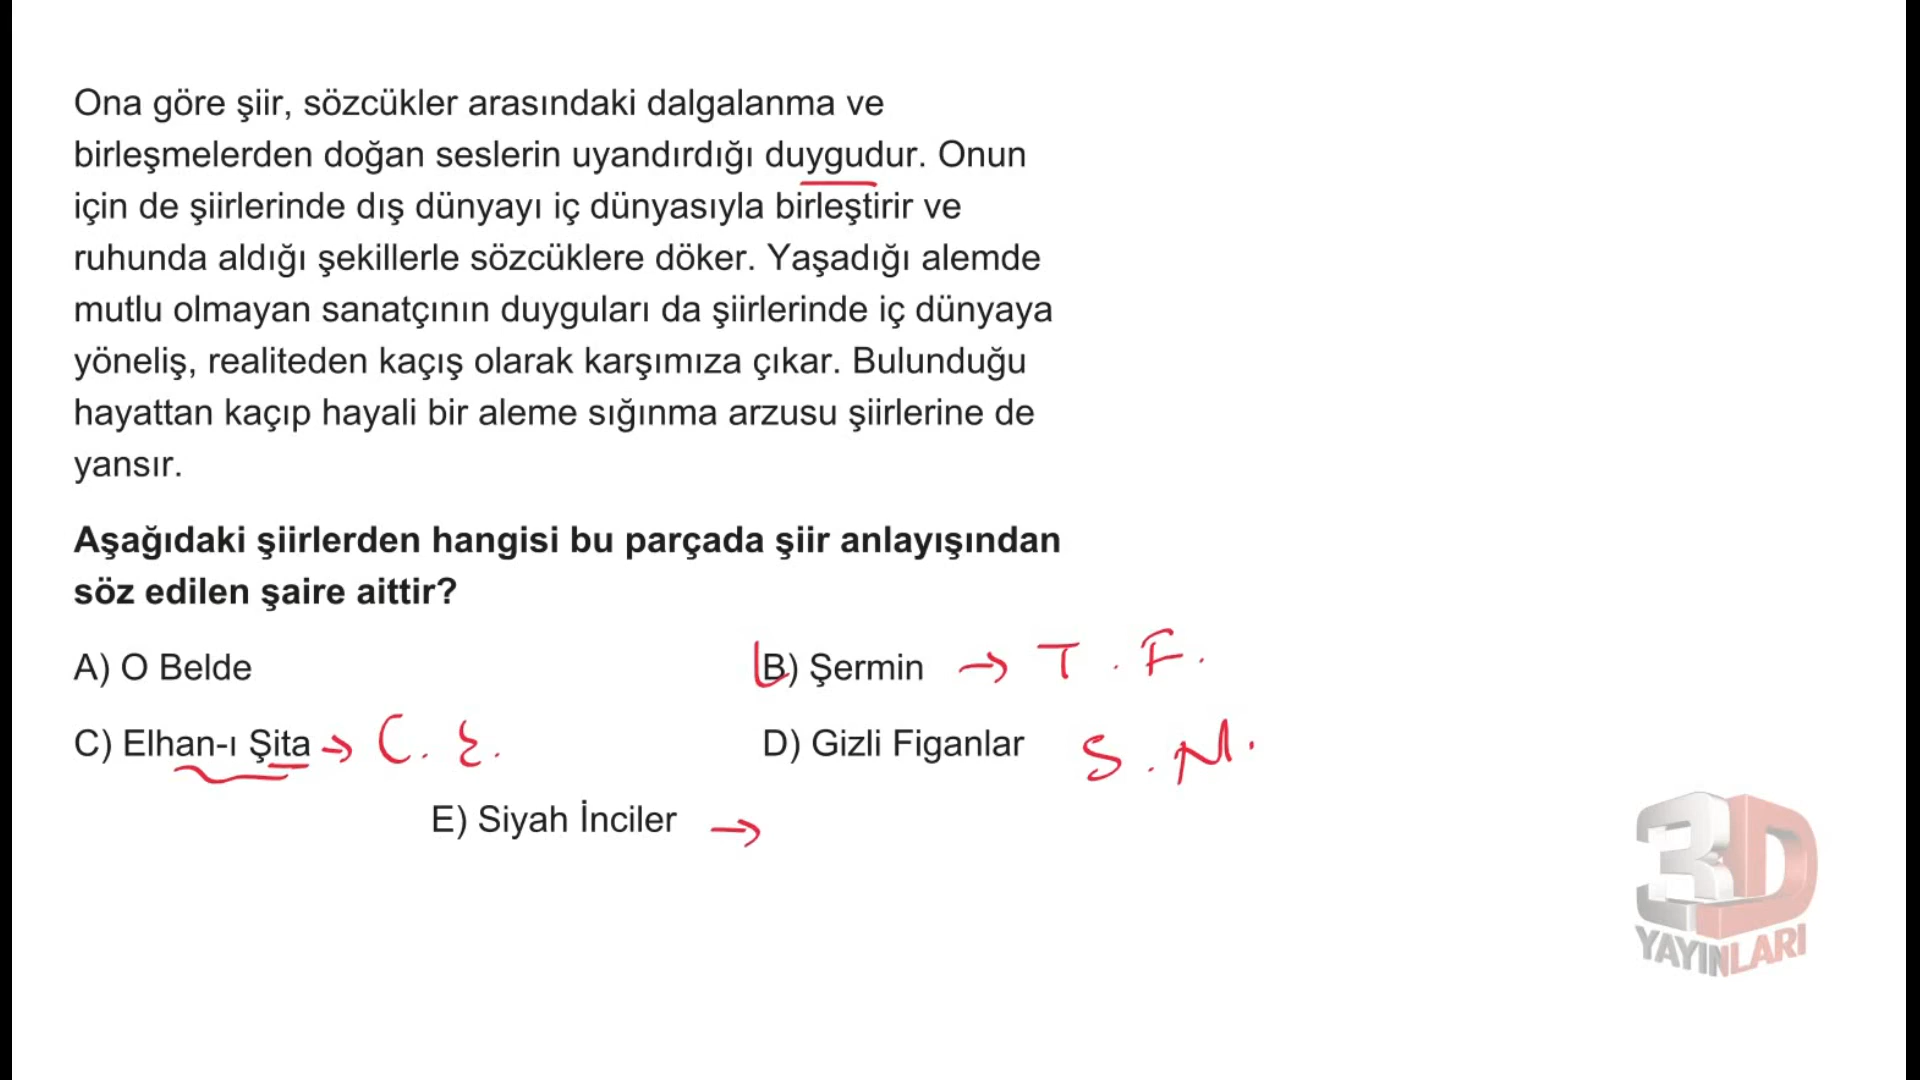 Ona göre şiir, sözcükler arasındaki dalgalanma ve
birleşmelerden doğan seslerin uyandırdığı duygudur. Onun
için de şiirlerinde dış dünyayı iç dünyasıyla birleştirir ve
ruhunda aldığı şekillerle sözcüklere döker. Yaşadığı alemde
mutlu olmayan sanatçının duyguları da şiirlerinde iç dünyaya
yöneliş, realiteden kaçış olarak karşımıza çıkar. Bulunduğu
hayattan kaçıp hayali bir aleme sığınma arzusu şiirlerine de
yansır.
Aşağıdaki şiirlerden hangisi bu parçada şiir anlayışından
söz edilen şaire aittir?
A) O Belde
B) Şermin → T. F.
C) Elhan-ı Şita → C. Ş.
D) Gizli Figanlar S. N.
E) Siyah İnciler →
3D
YAYINLARI